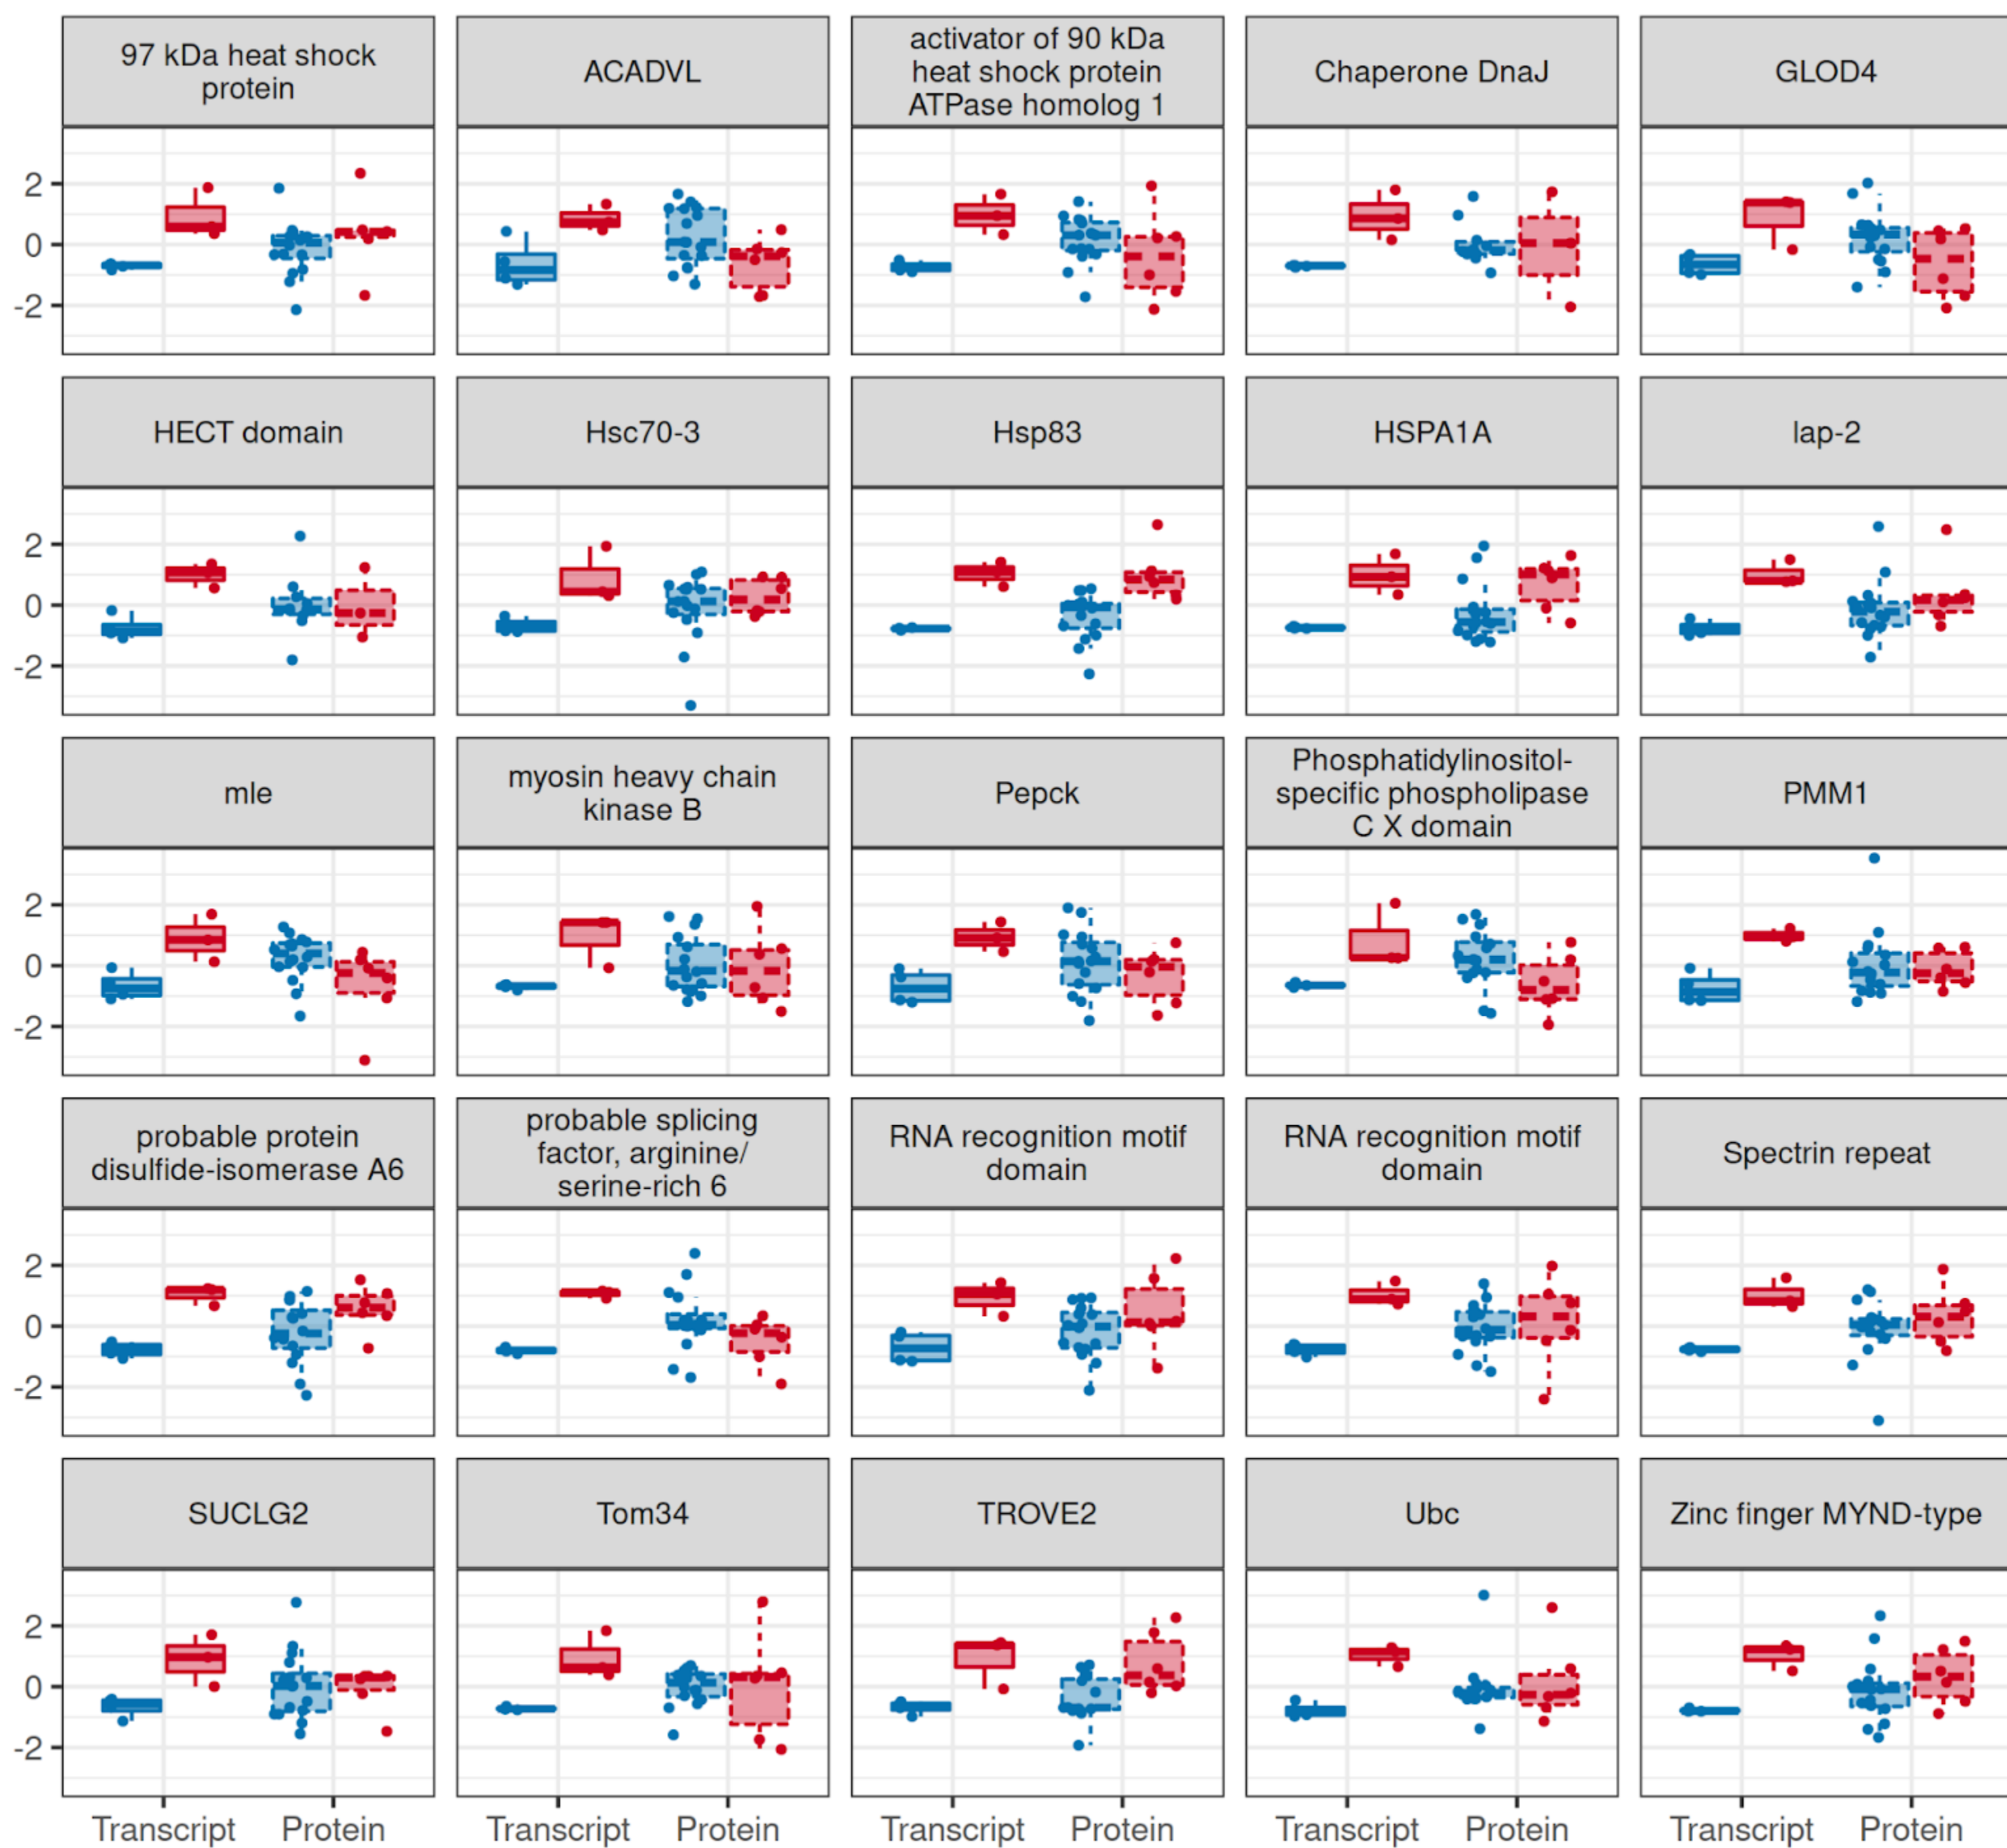 97 kDa heat shock
protein
ACADVL
activator of 90 kDa
heat shock protein
ATPase homolog 1
Chaperone DnaJ
GLOD4
2
0
-2
HECT domain
Hsc70-3
Hsp83
HSPA1A
lap-2
2
0
-2
mle
myosin heavy chain
kinase B
Pepck
Phosphatidylinositol-
specific phospholipase
C X domain
PMM1
2
0
-2
probable protein
disulfide-isomerase A6
probable splicing
factor, arginine/
serine-rich 6
RNA recognition motif
domain
RNA recognition motif
domain
Spectrin repeat
2
0
-2
SUCLG2
Tom34
TROVE2
Ubc
Zinc finger MYND-type
2
0
-2
Transcript Protein Transcript Protein Transcript Protein Transcript Protein Transcript Protein